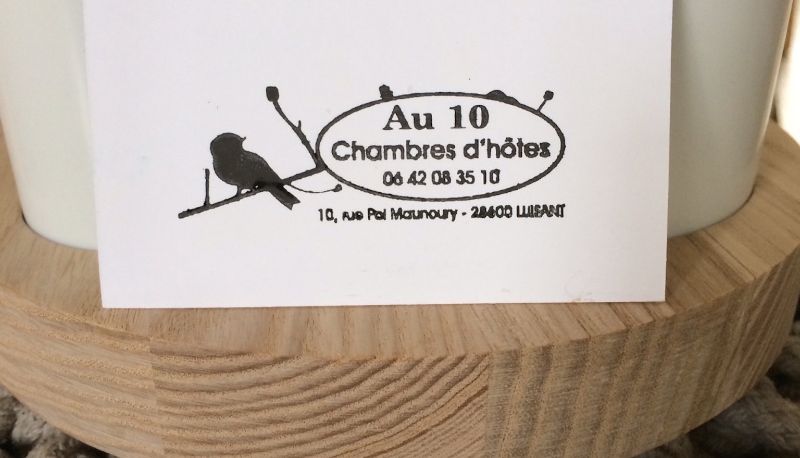 Au 10
Chambres d'hôtes
06 42 08 35 10
10, rue Pol Maunoury - 28600 LUISANT